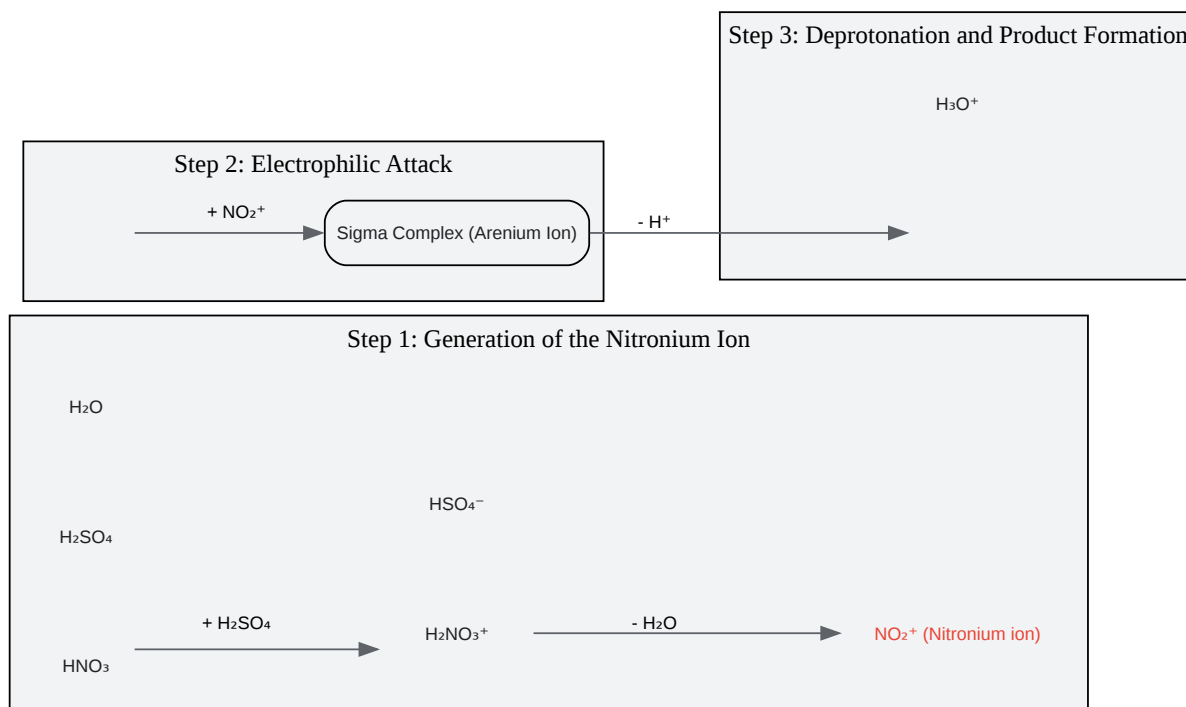 Step 3: Deprotonation and Product Formation
H₃O⁺
Step 2: Electrophilic Attack
+ NO₂⁺
Sigma Complex (Arenium Ion)
- H⁺
Step 1: Generation of the Nitronium Ion
H₂O
HSO₄⁻
H₂SO₄
+ H₂SO₄
- H₂O
H₂NO₃⁺
NO₂⁺ (Nitronium ion)
HNO₃